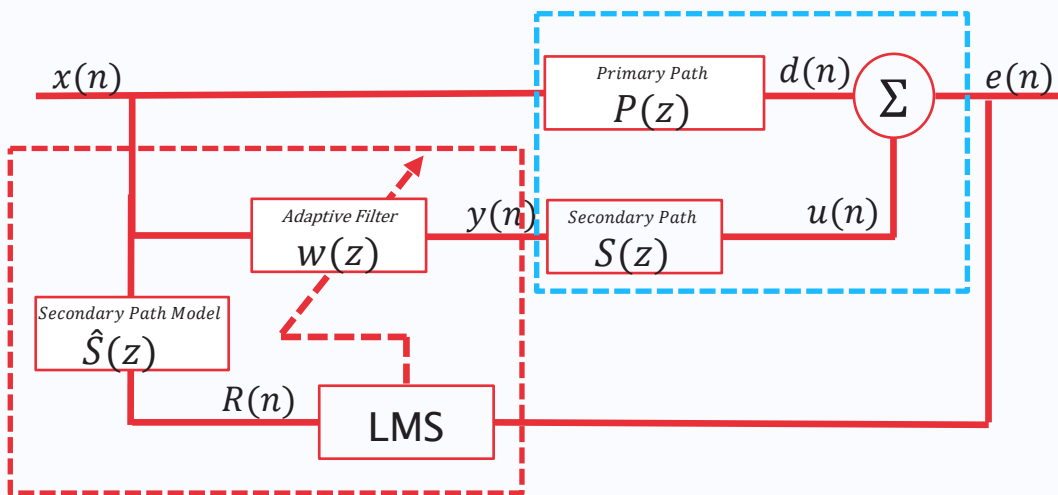 x(n)
Primary Path
P(z)
d(n)
Σ
e(n)
Adaptive Filter
w(z)
y(n)
Secondary Path
S(z)
u(n)
Secondary Path Model
Ŝ(z)
R(n)
LMS